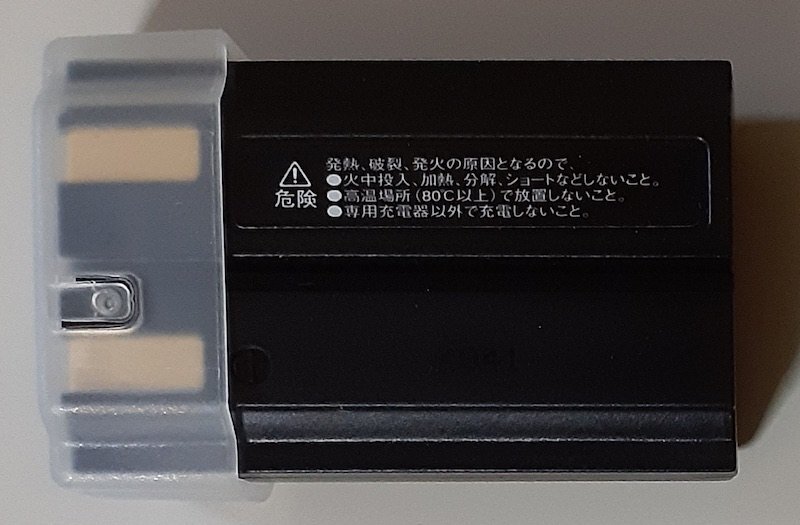 発熱、破裂、発火の原因となるので、
●火中投入、加熱、分解、ショートなどしないこと。
危険
●高温場所（80℃以上）で放置しないこと。
●専用充電器以外で充電しないこと。